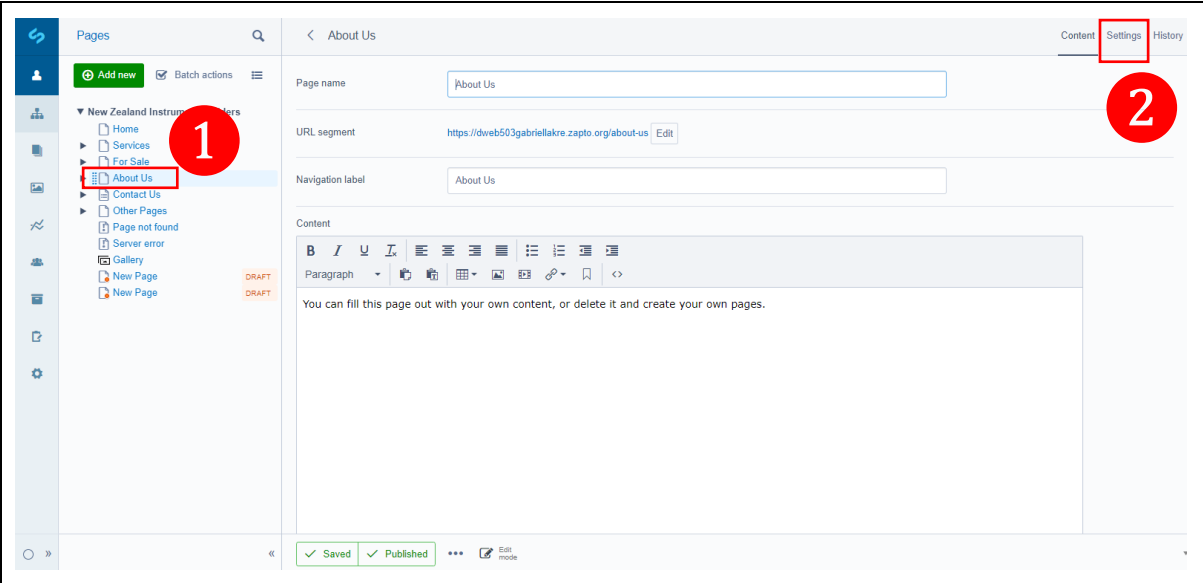 Pages
About Us
Content Settings History
Add new Batch actions
Page name About Us
New Zealand Instrum ders
1
2
Home
Services
For Sale
About Us
Contact Us
Other Pages
Page not found
Server error
Gallery
New Page DRAFT
New Page DRAFT
URL segment https://dweb503gabriellakre.zapto.org/about-us Edit
Navigation label About Us
Content
B I U Ix
Paragraph
You can fill this page out with your own content, or delete it and create your own pages.
Saved Published ••• Edit mode